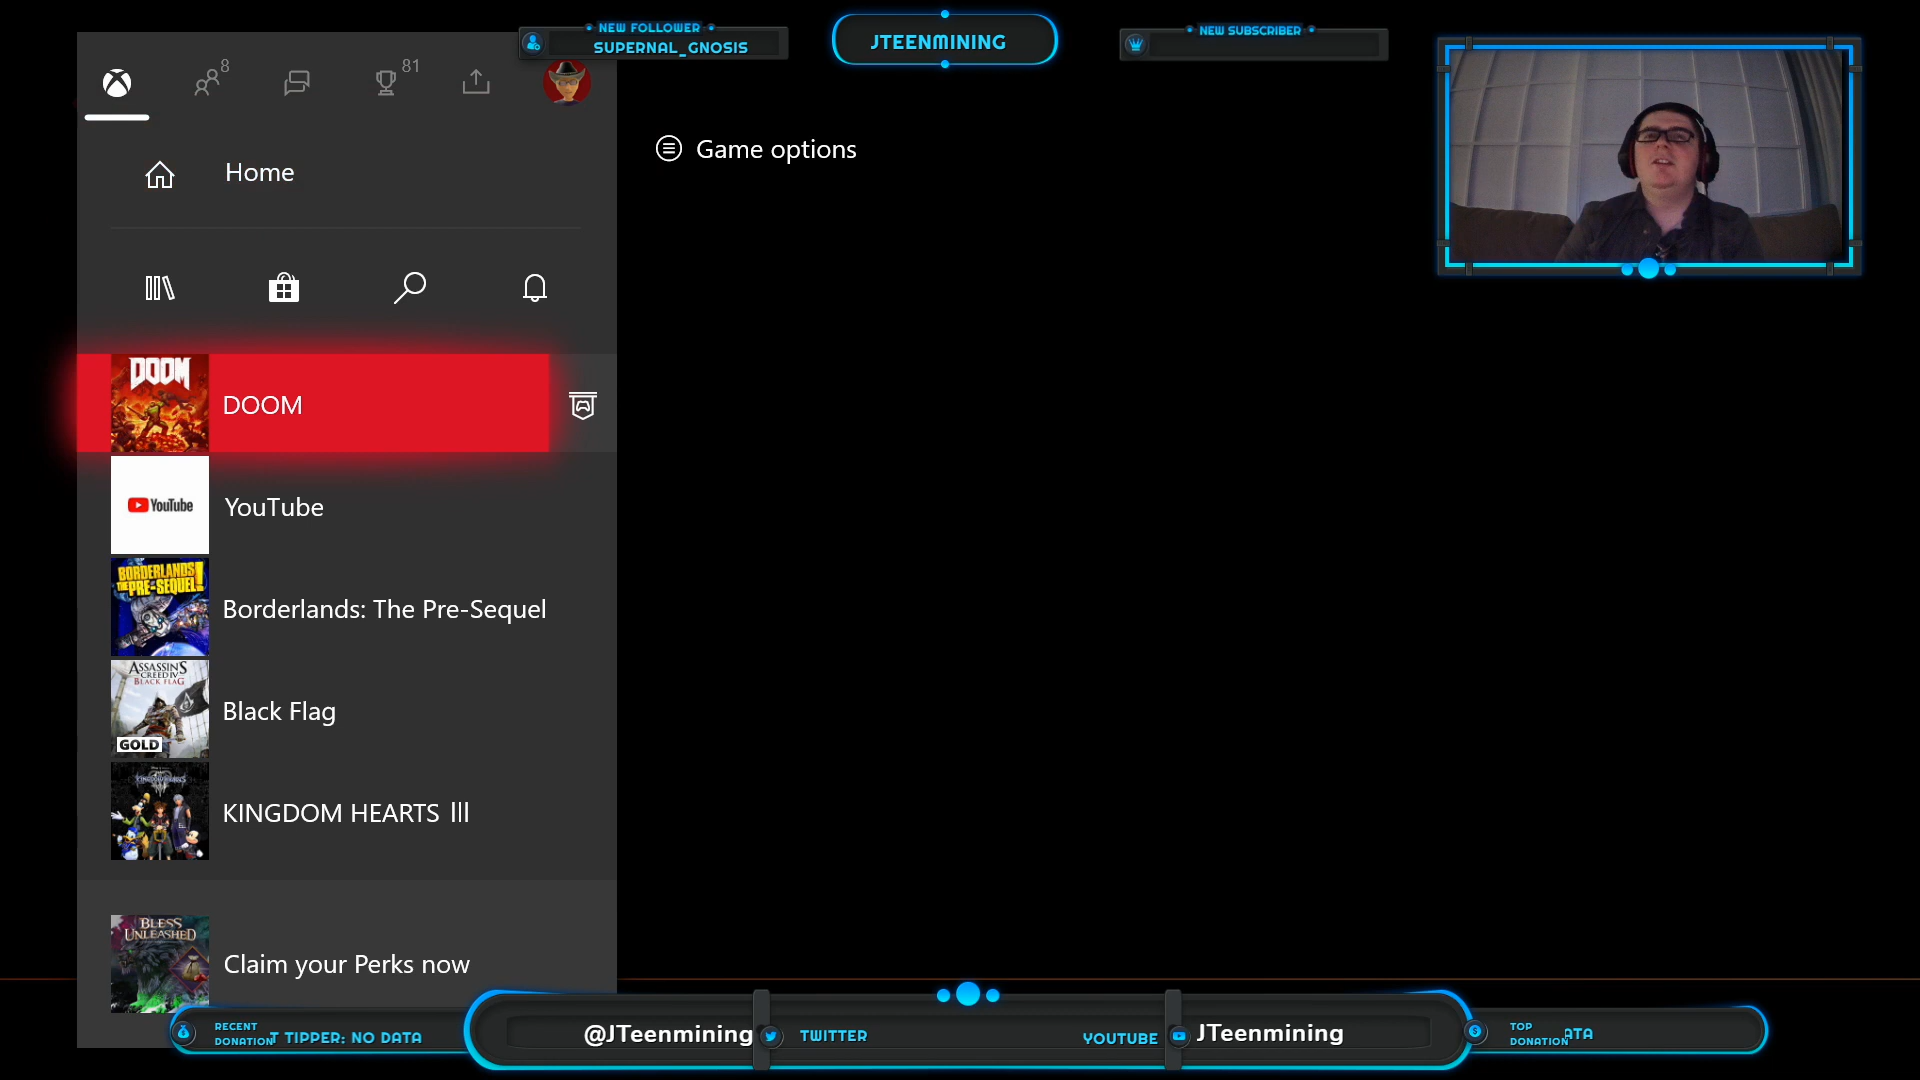 NEW FOLLOWER
SUPERNAL_GNOSIS
JTEENMINING
NEW SUBSCRIBER
8
81
Home
Game options
DOOM
DOOM
YouTube
YouTube
BORDERLANDS
THE PRE-SEQUEL!
Borderlands: The Pre-Sequel
ASSASSIN'S
CREED IV
BLACK FLAG
GOLD
Black Flag
KINGDOM HEARTS III
BLESS
UNLEASHED
Claim your Perks now
RECENT
DONATION
T TIPPER: NO DATA
@JTeenmining
TWITTER
YOUTUBE
JTeenmining
TOP
DONATION
ATA